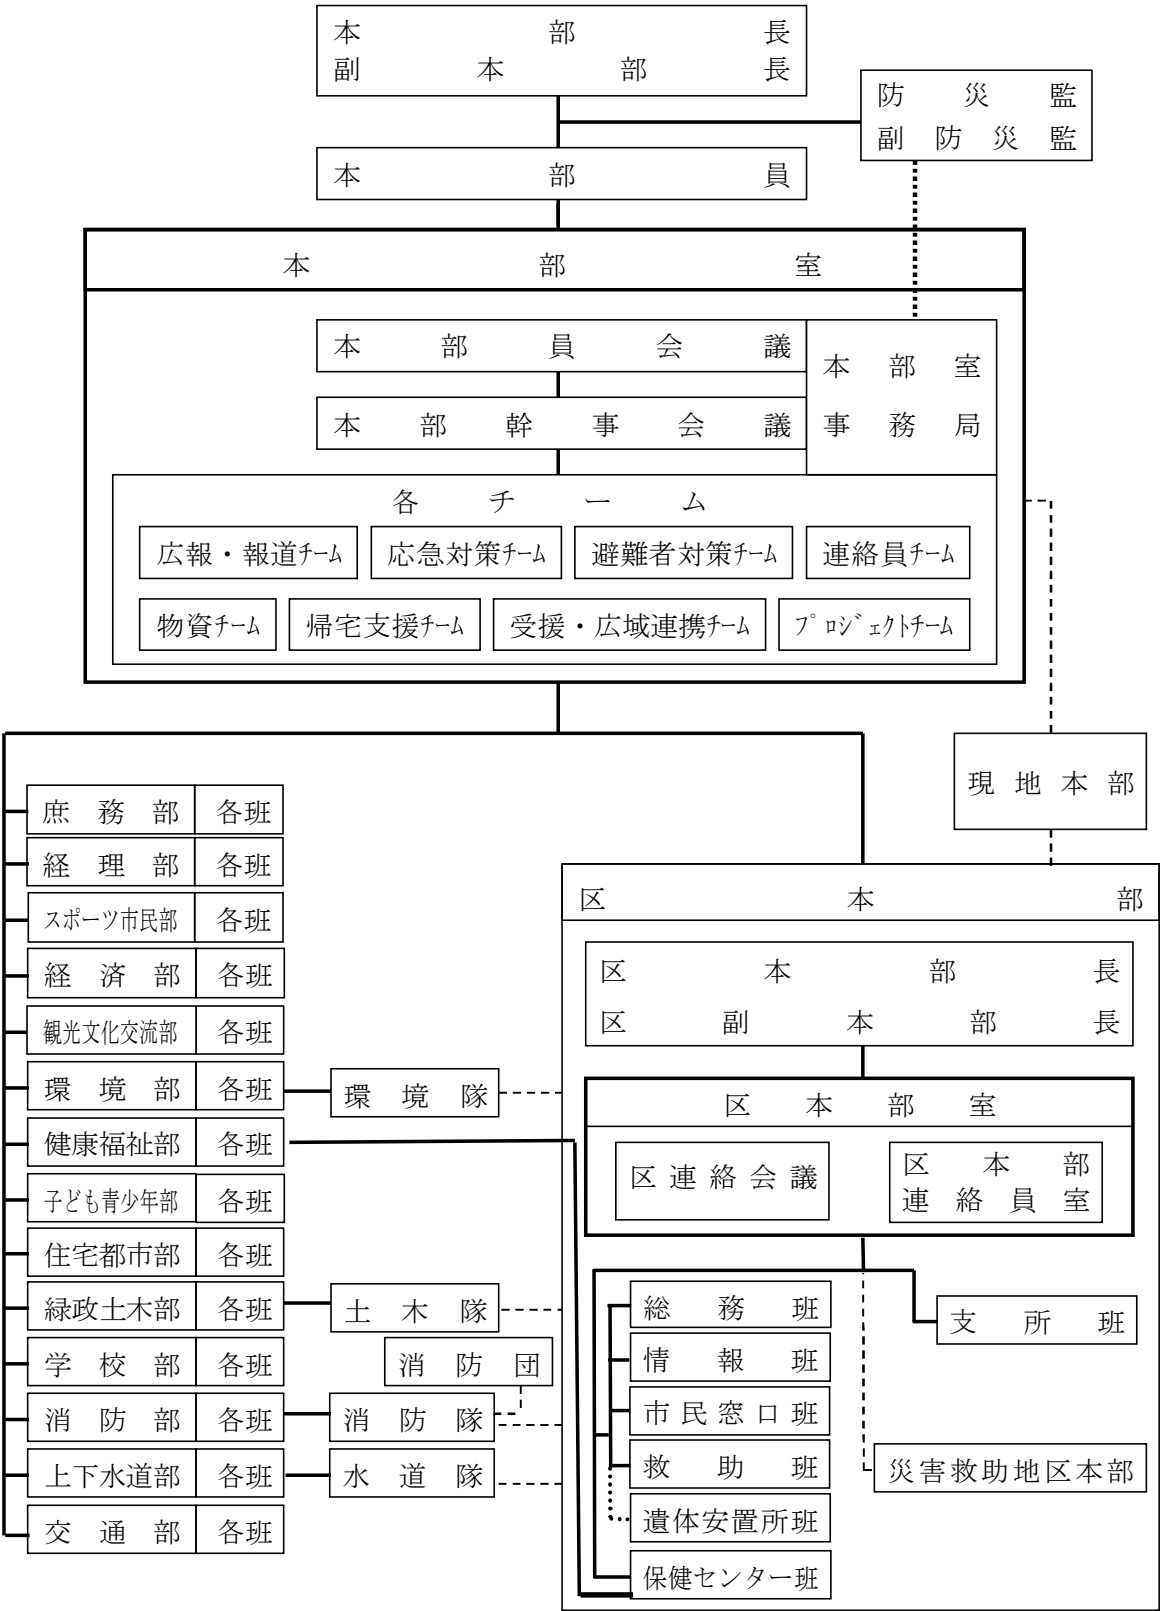 本部長
副本部長
防災監
副防災監
本部員
本部室
本部員会議
本部室
事務局
本部幹事会議
各チーム
広報・報道ﾁｰﾑ
応急対策ﾁｰﾑ
避難者対策ﾁｰﾑ
連絡員ﾁｰﾑ
物資ﾁｰﾑ
帰宅支援ﾁｰﾑ
受援・広域連携ﾁｰﾑ
ﾌﾟﾛｼﾞｪｸﾄﾁｰﾑ
現地本部
庶務部 各班
経理部 各班
スポーツ市民部 各班
経済部 各班
観光文化交流部 各班
環境部 各班
環境隊
健康福祉部 各班
子ども青少年部 各班
住宅都市部 各班
緑政土木部 各班
土木隊
学校部 各班
消防団
消防部 各班
消防隊
上下水道部 各班
水道隊
交通部 各班
区本部
区本部長
区副本部長
区本部室
区連絡会議
区本部
連絡員室
総務班
情報班
市民窓口班
救助班
遺体安置所班
保健センター班
支所班
災害救助地区本部